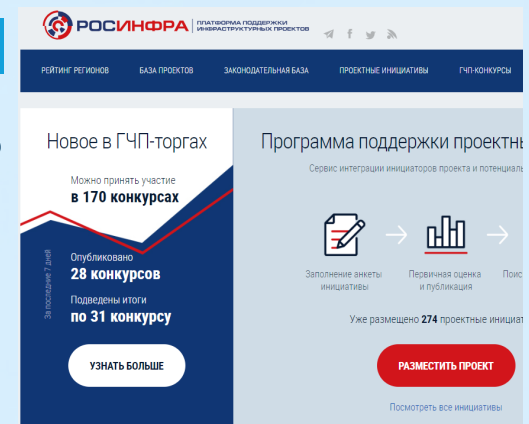 РОСИНФРА
ПЛАТФОРМА ПОДДЕРЖКИ
ИНФРАСТРУКТУРНЫХ ПРОЕКТОВ
РЕЙТИНГ РЕГИОНОВ БАЗА ПРОЕКТОВ ЗАКОНОДАТЕЛЬНАЯ БАЗА ПРОЕКТНЫЕ ИНИЦИАТИВЫ ГЧП-КОНКУРСЫ
Новое в ГЧП-торгах
Можно принять участие
в 170 конкурсах
За последние 7 дней
Опубликовано
28 конкурсов
Подведены итоги
по 31 конкурсу
УЗНАТЬ БОЛЬШЕ
Программа поддержки проектн
Сервис интеграции инициаторов проекта и потенциаль
Заполнение анкеты
инициативы
Первичная оценка
и публикация
Поис
Уже размещено 274 проектные инициат
РАЗМЕСТИТЬ ПРОЕКТ
Посмотреть все инициативы